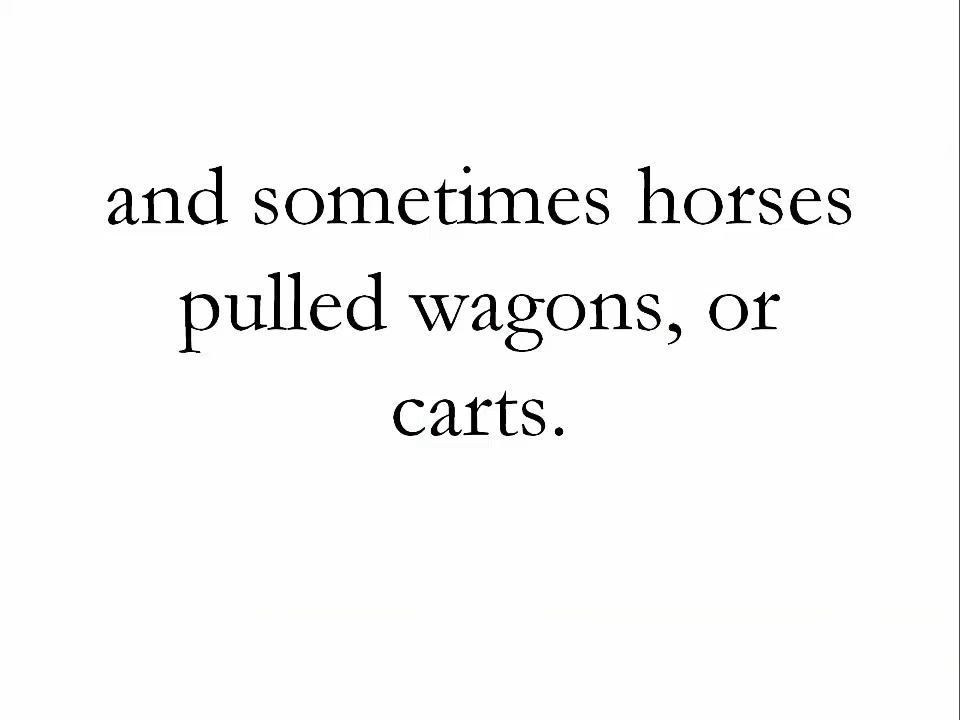 and sometimes horses
pulled wagons, or
carts.